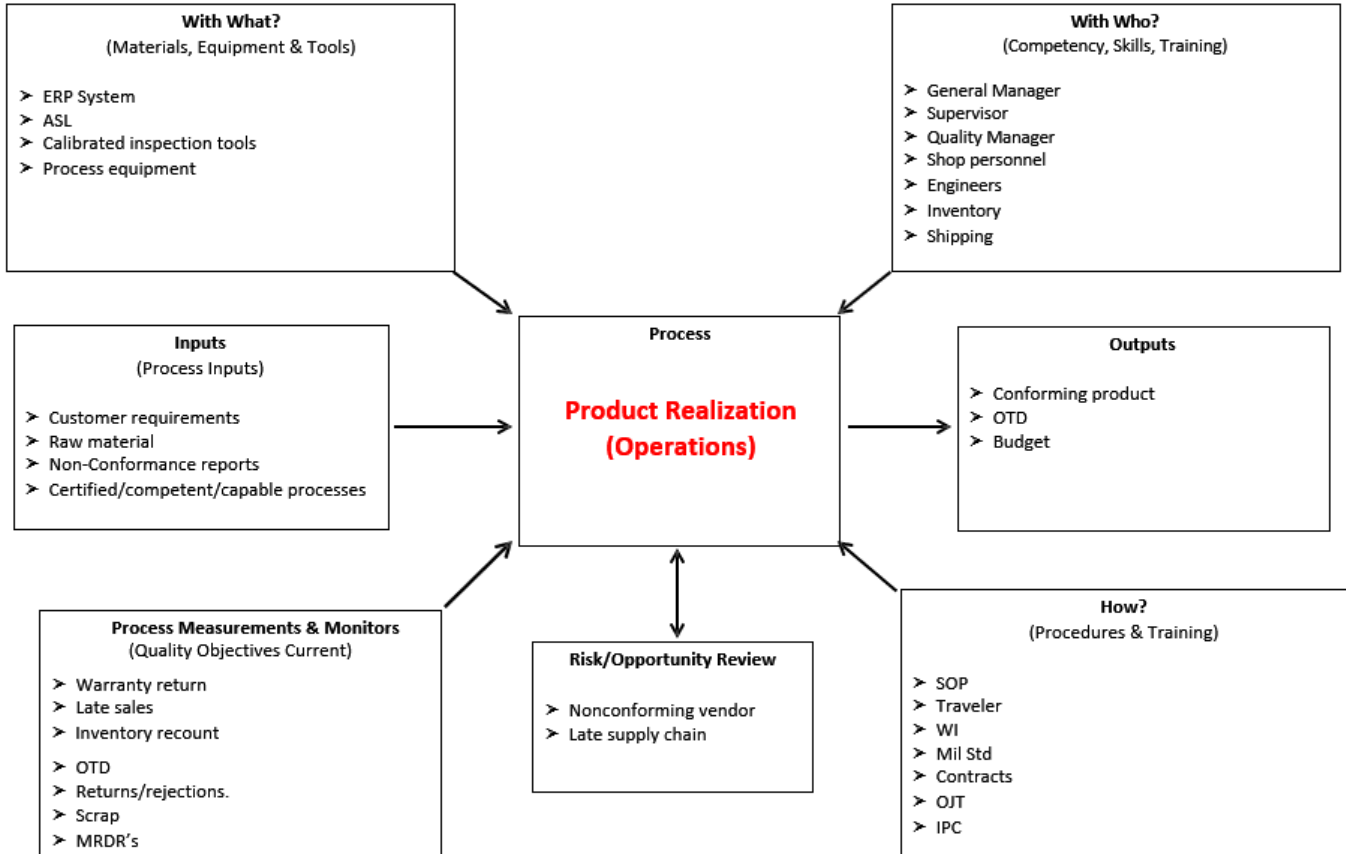 With What?
(Materials, Equipment & Tools)
➤ ERP System
➤ ASL
➤ Calibrated inspection tools
➤ Process equipment
With Who?
(Competency, Skills, Training)
➤ General Manager
➤ Supervisor
➤ Quality Manager
➤ Shop personnel
➤ Engineers
➤ Inventory
➤ Shipping
Inputs
(Process Inputs)
➤ Customer requirements
➤ Raw material
➤ Non-Conformance reports
➤ Certified/competent/capable processes
Process
Product Realization
(Operations)
Outputs
➤ Conforming product
➤ OTD
➤ Budget
Process Measurements & Monitors
(Quality Objectives Current)
➤ Warranty return
➤ Late sales
➤ Inventory recount
➤ OTD
➤ Returns/rejections.
➤ Scrap
➤ MRDR's
Risk/Opportunity Review
➤ Nonconforming vendor
➤ Late supply chain
How?
(Procedures & Training)
➤ SOP
➤ Traveler
➤ WI
➤ Mil Std
➤ Contracts
➤ OJT
➤ IPC